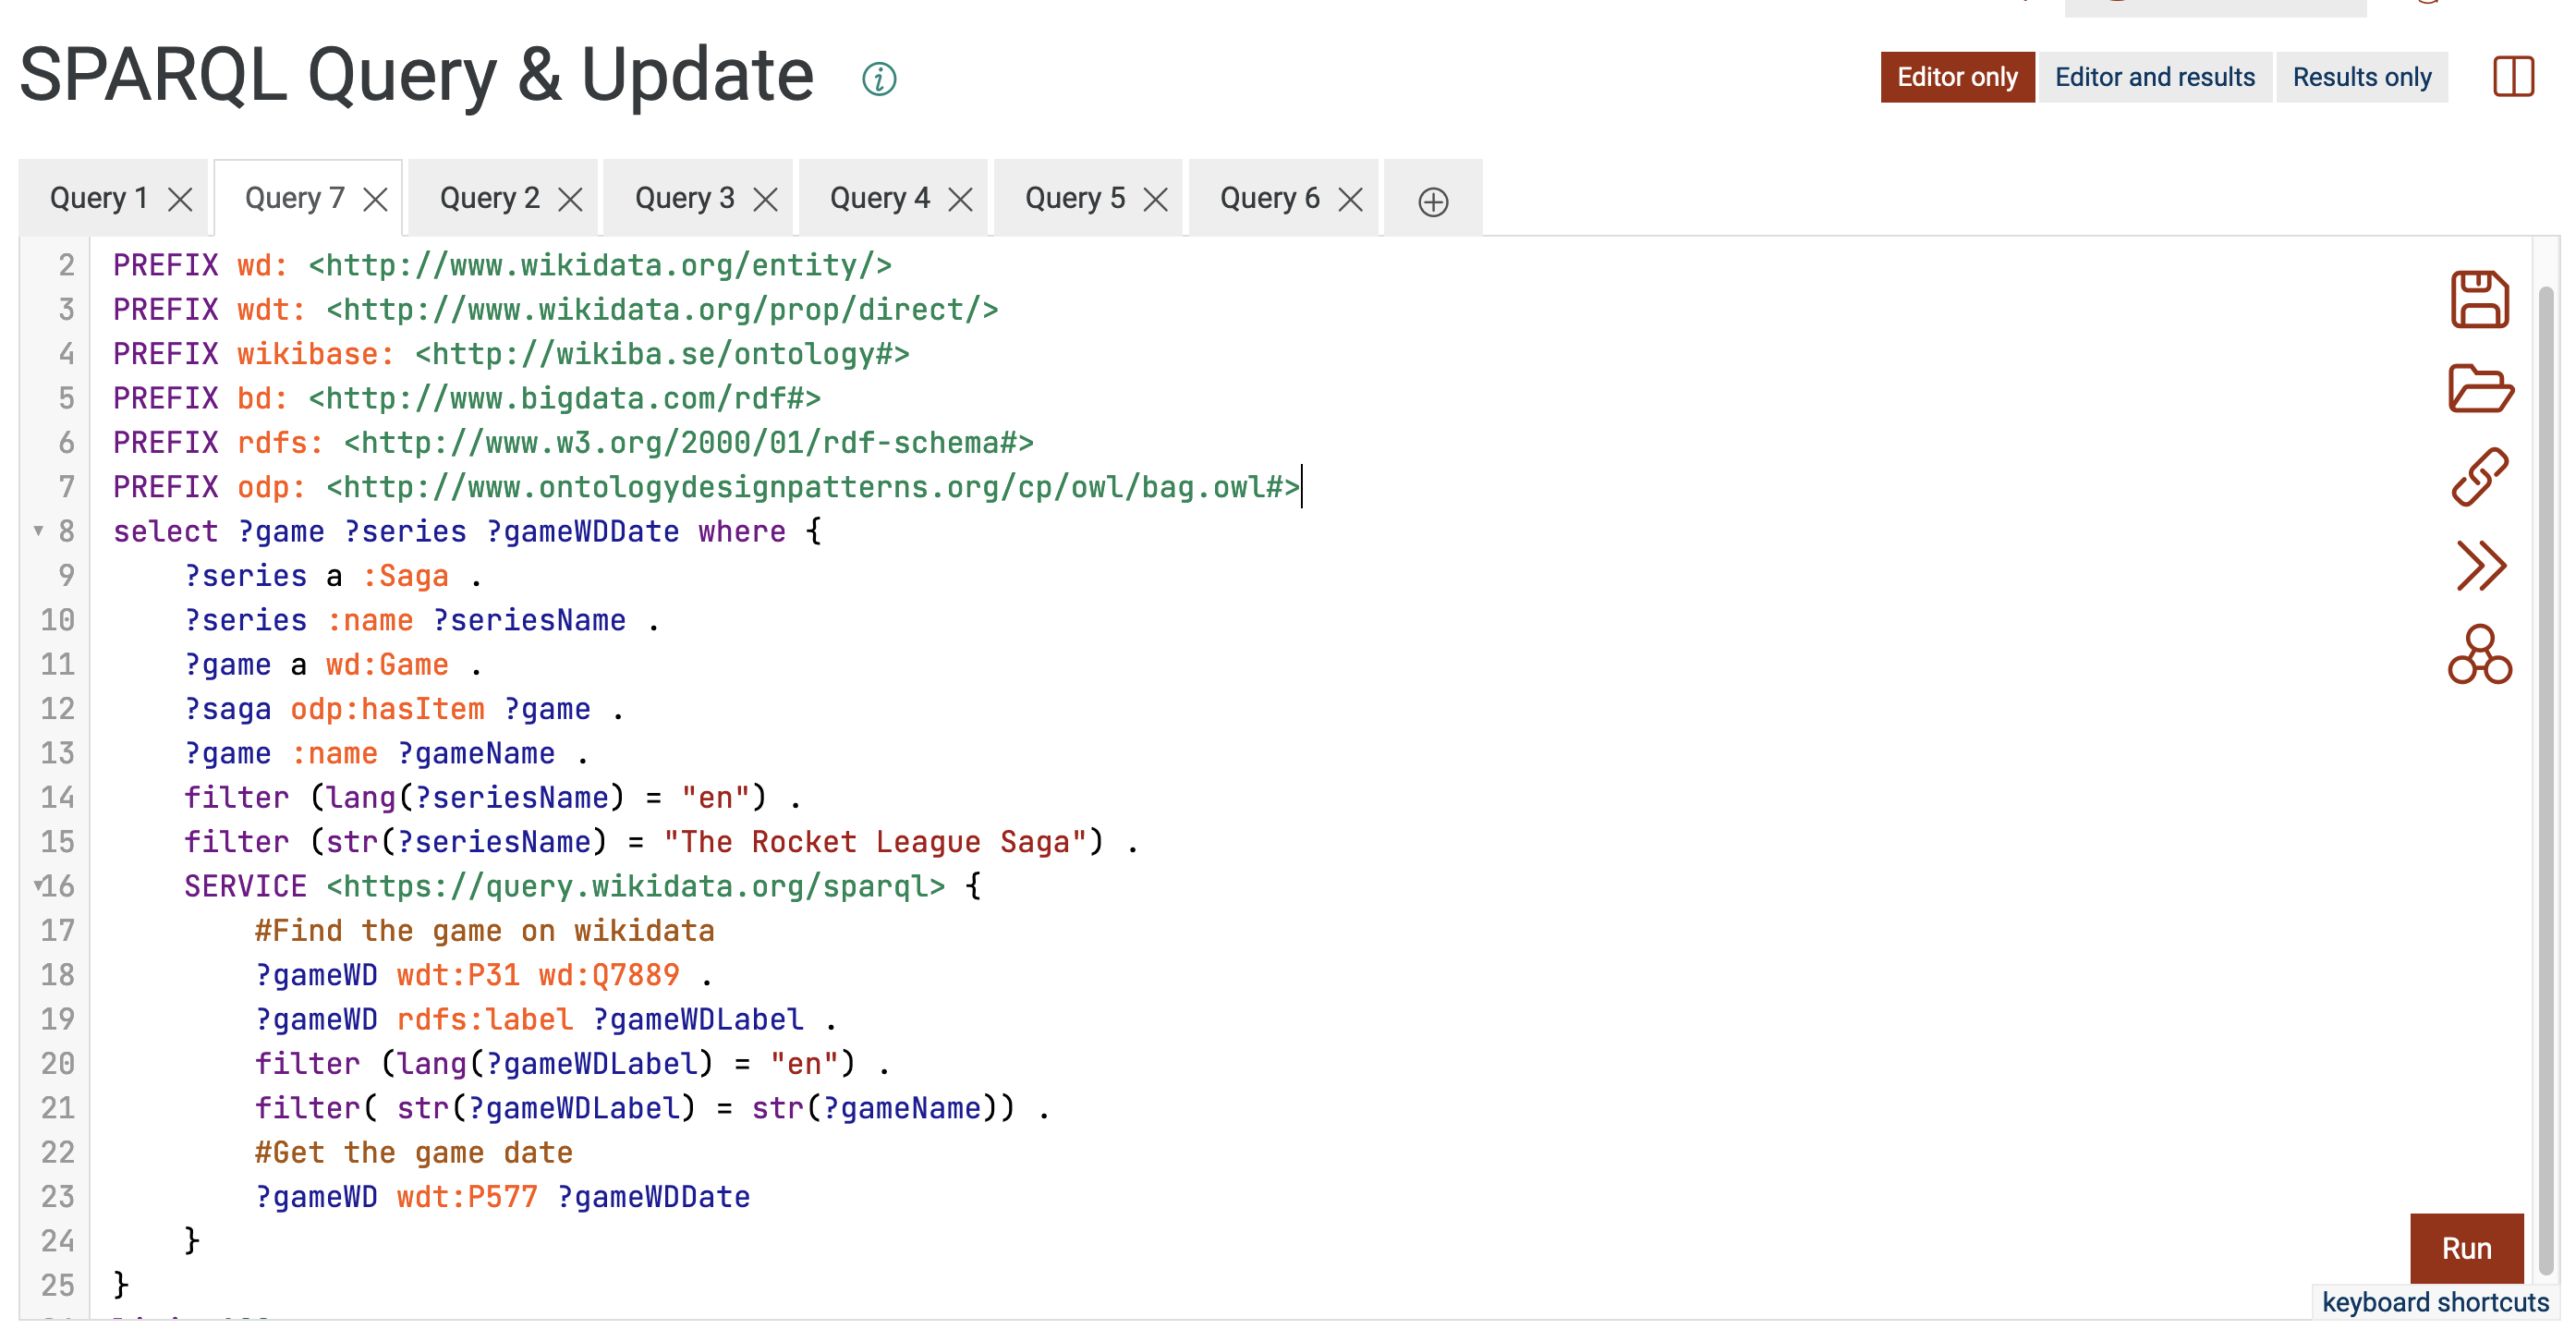 SPARQL Query & Update
Editor only
Editor and results
Results only
Query 1
Query 7
Query 2
Query 3
Query 4
Query 5
Query 6
2 PREFIX wd: <http://www.wikidata.org/entity/>
3 PREFIX wdt: <http://www.wikidata.org/prop/direct/>
4 PREFIX wikibase: <http://wikiba.se/ontology#>
5 PREFIX bd: <http://www.bigdata.com/rdf#>
6 PREFIX rdfs: <http://www.w3.org/2000/01/rdf-schema#>
7 PREFIX odp: <http://www.ontologydesignpatterns.org/cp/owl/bag.owl#>
8 select ?game ?series ?gameWDDate where {
9 ?series a :Saga .
10 ?series :name ?seriesName .
11 ?game a wd:Game .
12 ?saga odp:hasItem ?game .
13 ?game :name ?gameName .
14 filter (lang(?seriesName) = "en") .
15 filter (str(?seriesName) = "The Rocket League Saga") .
16 SERVICE <https://query.wikidata.org/sparql> {
17 #Find the game on wikidata
18 ?gameWD wdt:P31 wd:Q7889 .
19 ?gameWD rdfs:label ?gameWDLabel .
20 filter (lang(?gameWDLabel) = "en") .
21 filter( str(?gameWDLabel) = str(?gameName)) .
22 #Get the game date
23 ?gameWD wdt:P577 ?gameWDDate
24 }
25 }
Run
keyboard shortcuts